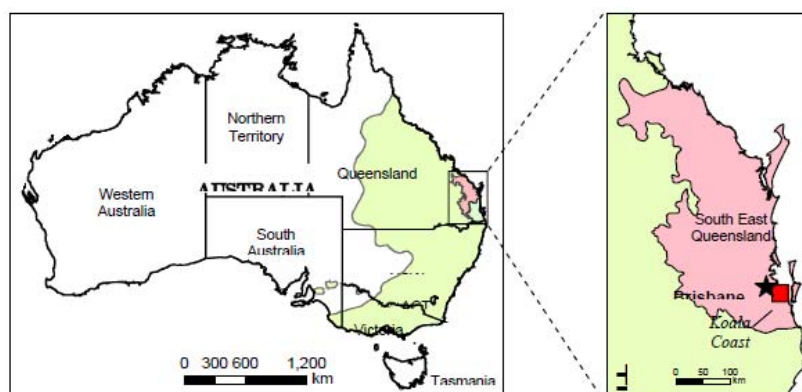 Northern
Territory
Queensland
AUSTRALIA
Western
Australia
South
Australia
ACT
Victoria
Tasmania
0 300 600 1,200
km
South East
Queensland
Brisbane
Koala
Coast
0 50 100
km